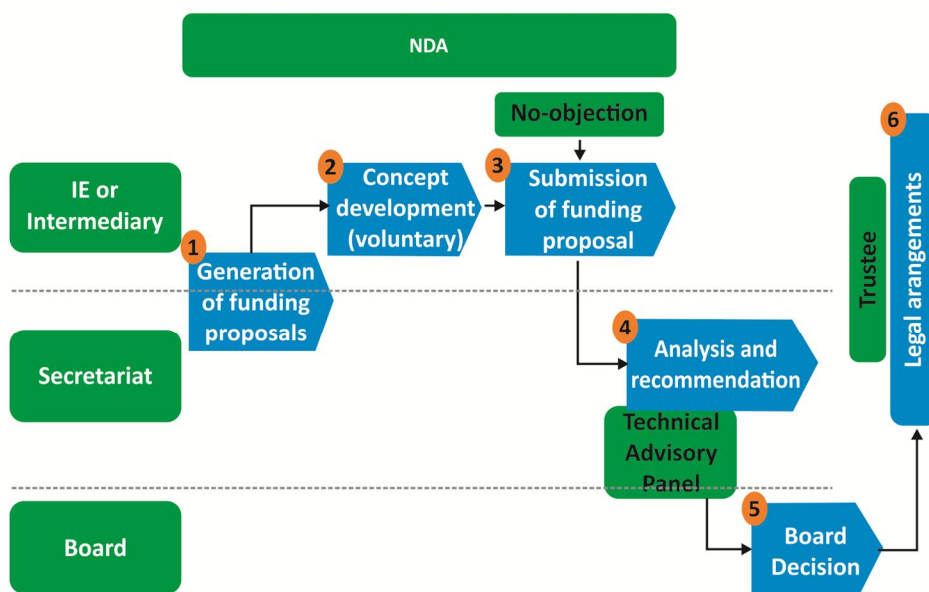 NDA
No-objection
6
IE or
Intermediary
2
Concept
development
(voluntary)
3
Submission
of funding
proposal
1
Generation
of funding
proposals
Trustee
Legal arangements
Secretariat
4
Analysis and
recommendation
Technical
Advisory
Panel
Board
5
Board
Decision